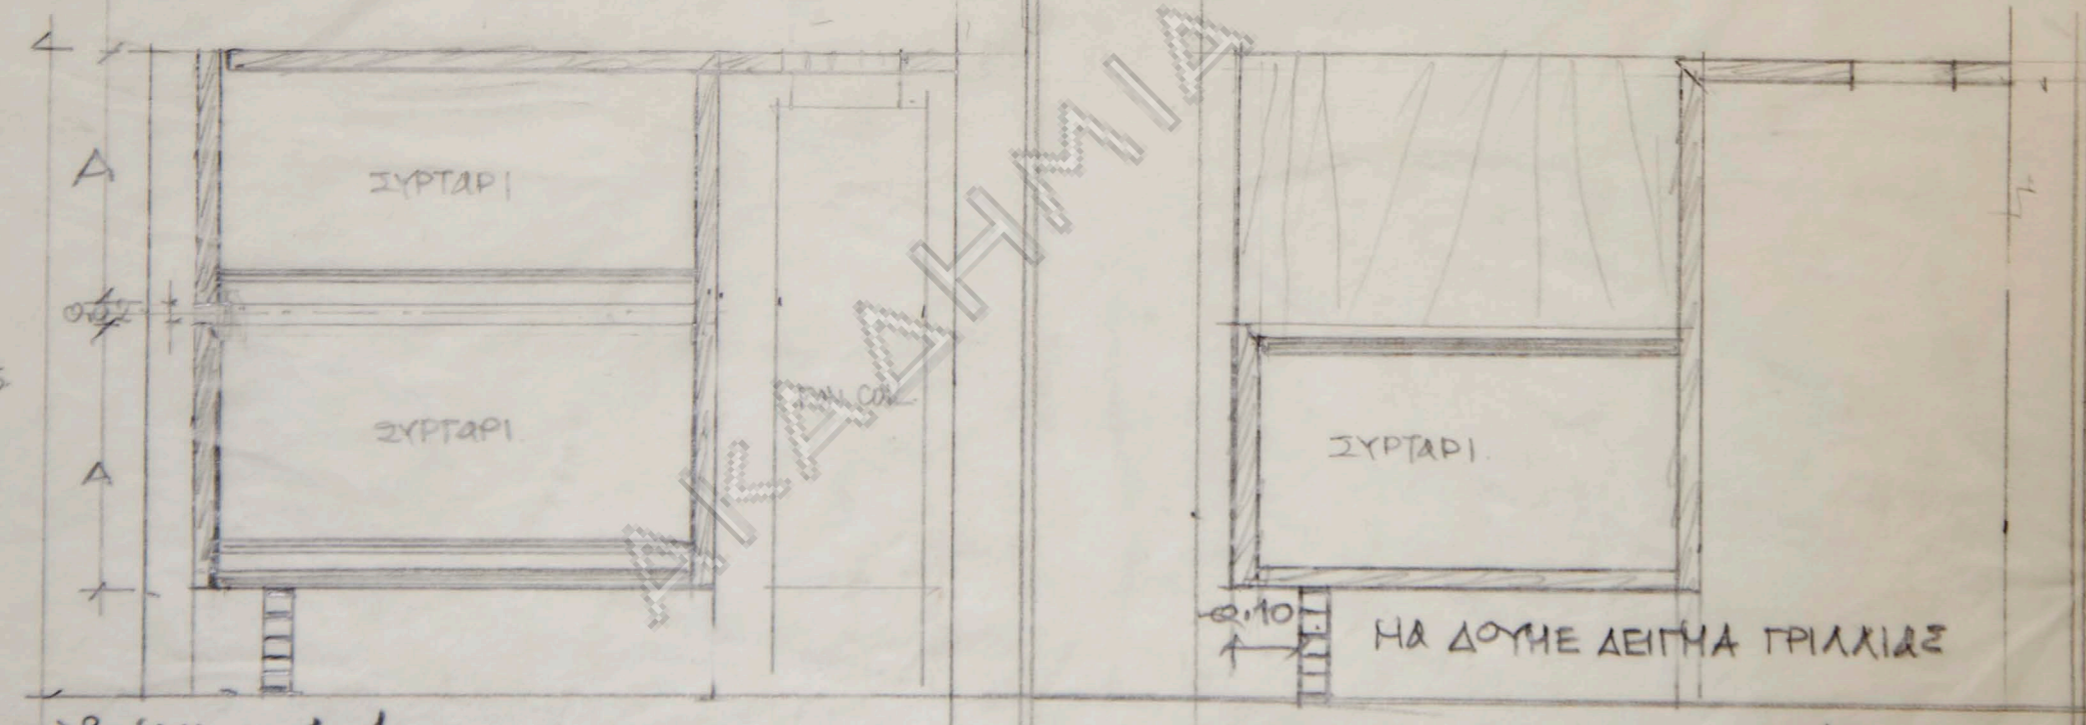 A
ΣΥΡΤΑΡΙ
A
ΣΥΡΤΑΡΙ
ΣΥΡΤΑΡΙ
0.10
ΝΑ ΔΟΥΜΕ ΔΕΙΓΜΑ ΓΡΙΛΛΙΑΣ
ΑΚΑΔΗΜΙΑ